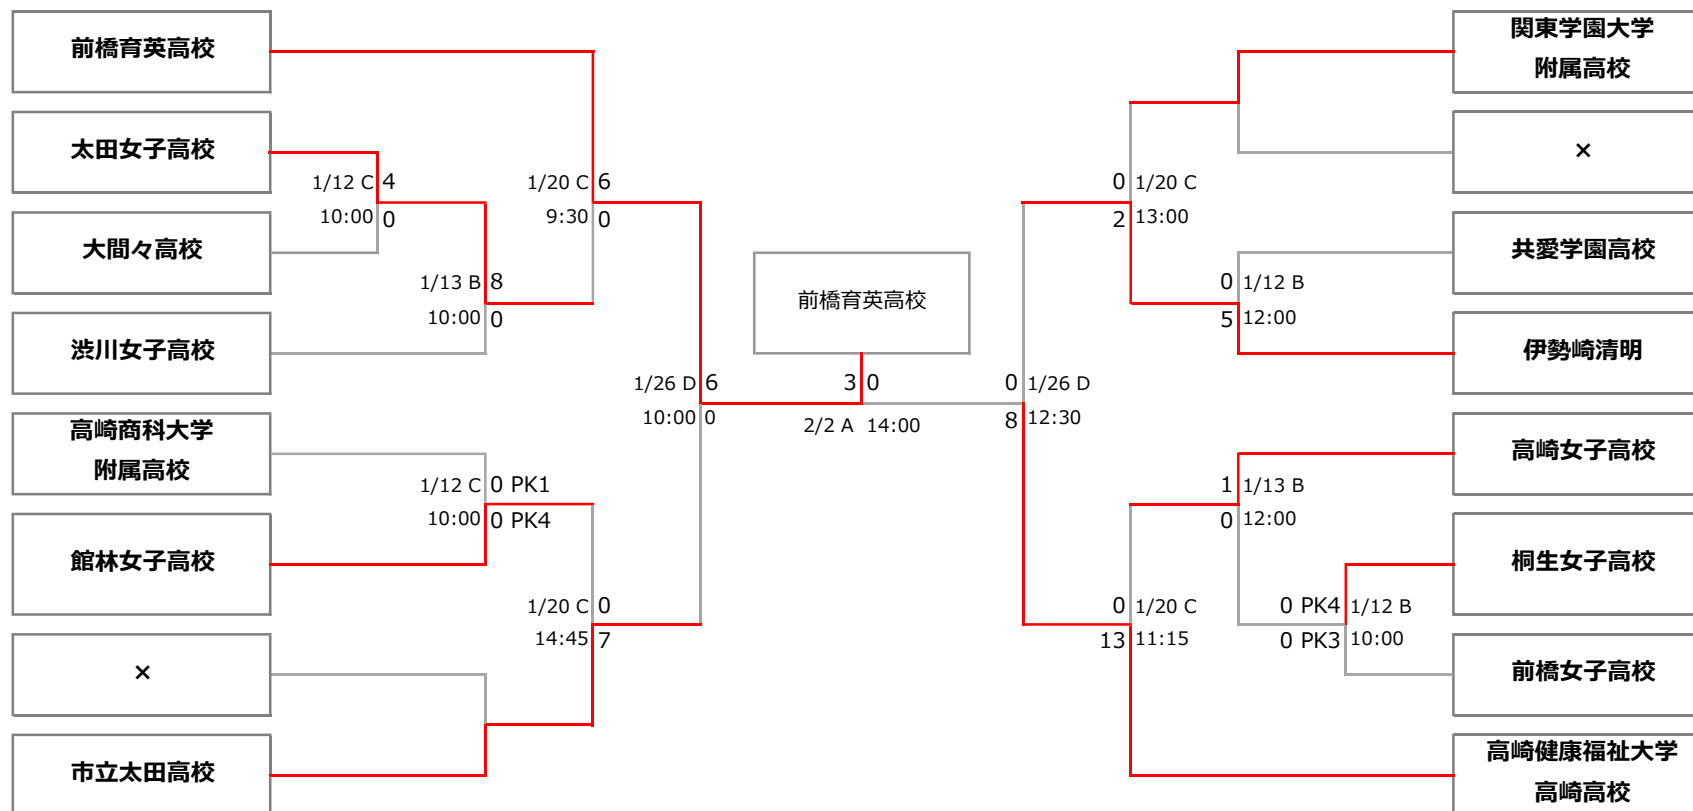 前橋育英高校
太田女子高校
1/12 C 4
10:00 0
大間々高校
1/13 B 8
10:00 0
渋川女子高校
1/20 C 6
9:30 0
高崎商科大学
附属高校
1/12 C 0 PK1
10:00 0 PK4
館林女子高校
1/20 C 0
14:45 7
×
市立太田高校
1/26 D 6
10:00 0
前橋育英高校
3 0
2/2 A 14:00
0 1/26 D
8 12:30
関東学園大学
附属高校
×
0 1/20 C
2 13:00
共愛学園高校
0 1/12 B
5 12:00
伊勢崎清明
高崎女子高校
1 1/13 B
0 12:00
桐生女子高校
0 PK4 1/12 B
0 PK3 10:00
前橋女子高校
0 1/20 C
13 11:15
高崎健康福祉大学
高崎高校